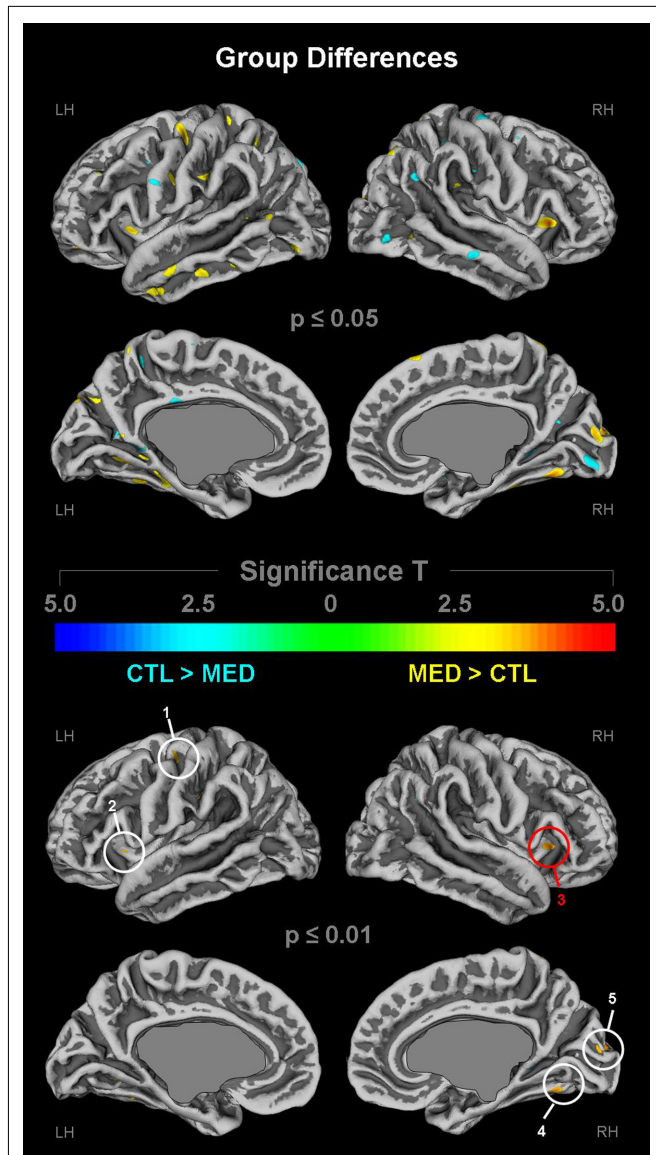 Group Differences
LH RH
p ≤ 0.05
LH RH
Significance T
5.0 2.5 0 2.5 5.0
CTL > MED MED > CTL
1
LH RH
2
3
p ≤ 0.01
5
4
LH RH